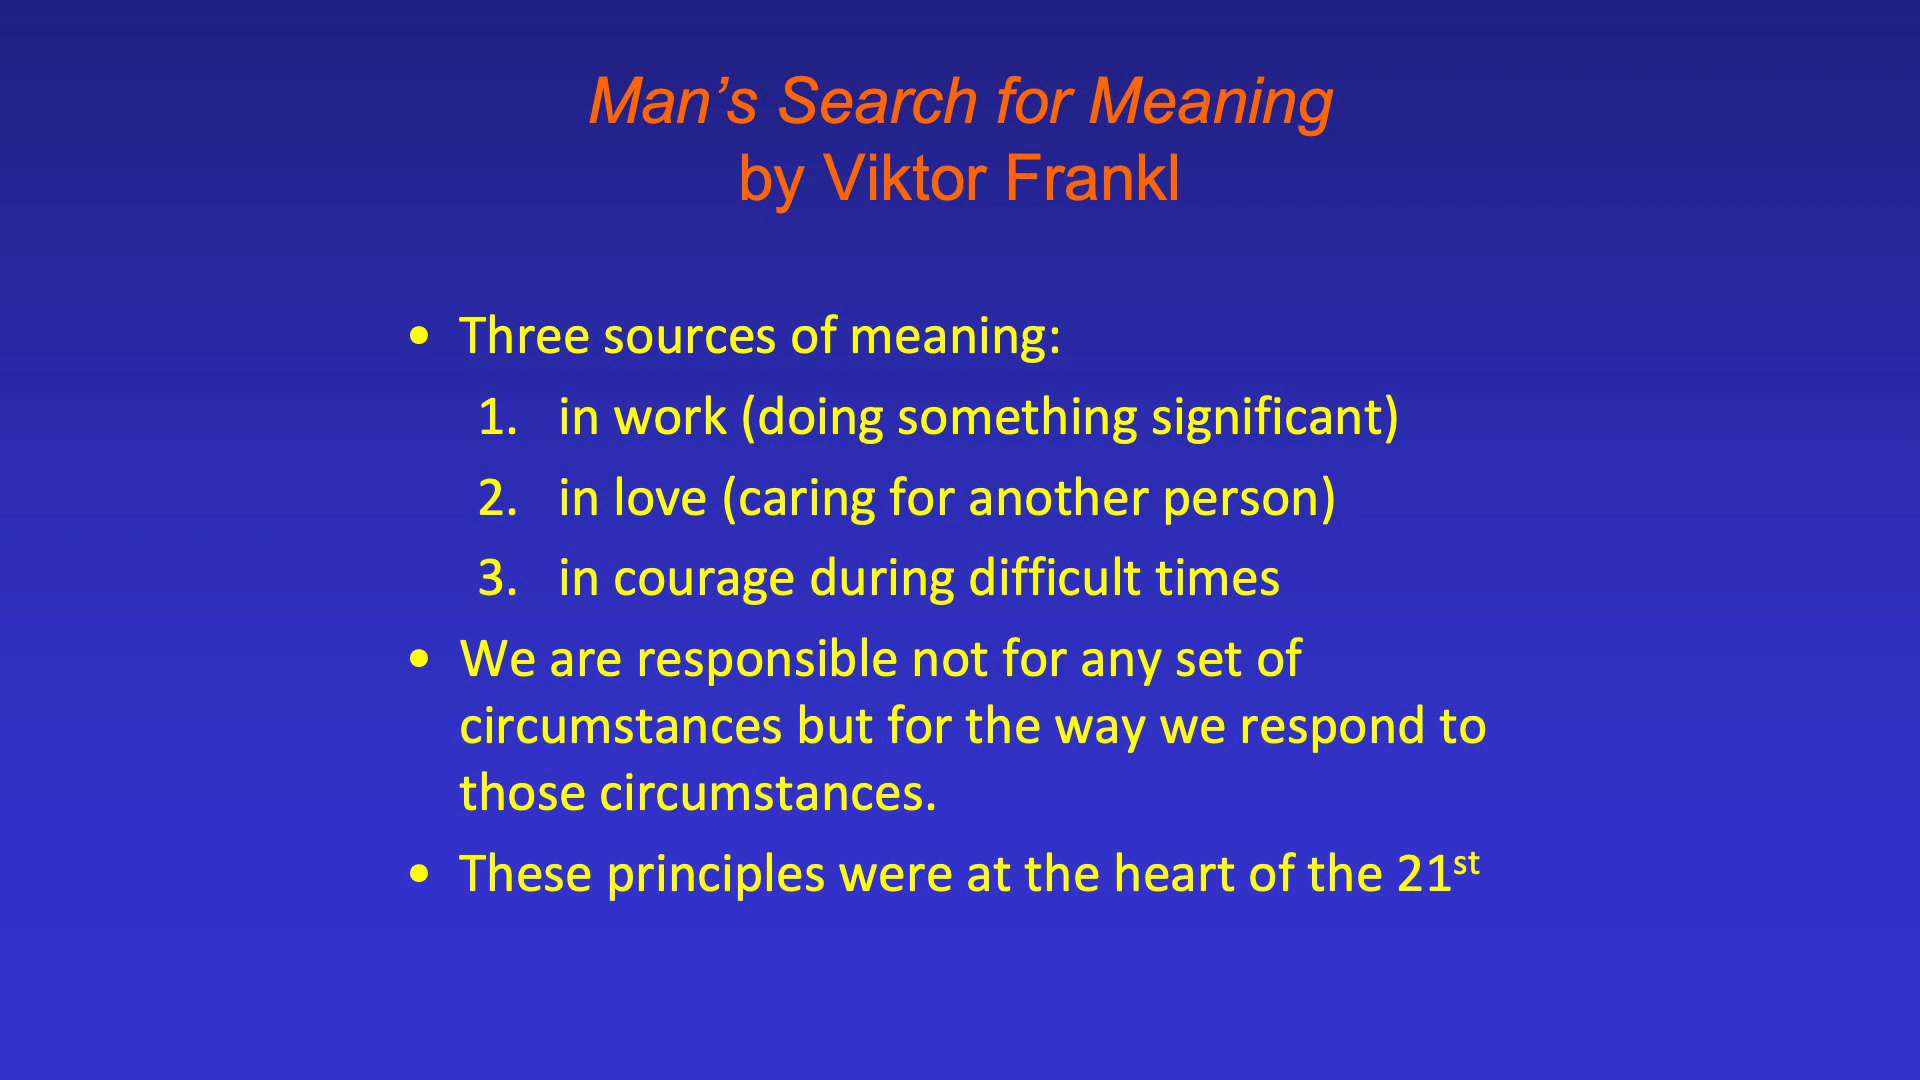 Man’s Search for Meaning
by Viktor Frankl
• Three sources of meaning:
1. in work (doing something significant)
2. in love (caring for another person)
3. in courage during difficult times
• We are responsible not for any set of
circumstances but for the way we respond to
those circumstances.
• These principles were at the heart of the 21st